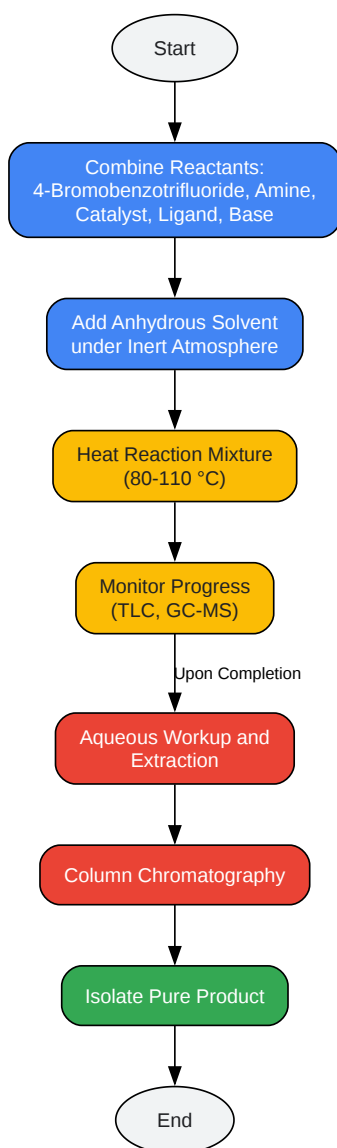 Start
Combine Reactants:
4-Bromobenzotrifluoride, Amine,
Catalyst, Ligand, Base
Add Anhydrous Solvent
under Inert Atmosphere
Heat Reaction Mixture
(80-110 °C)
Monitor Progress
(TLC, GC-MS)
Upon Completion
Aqueous Workup and
Extraction
Column Chromatography
Isolate Pure Product
End